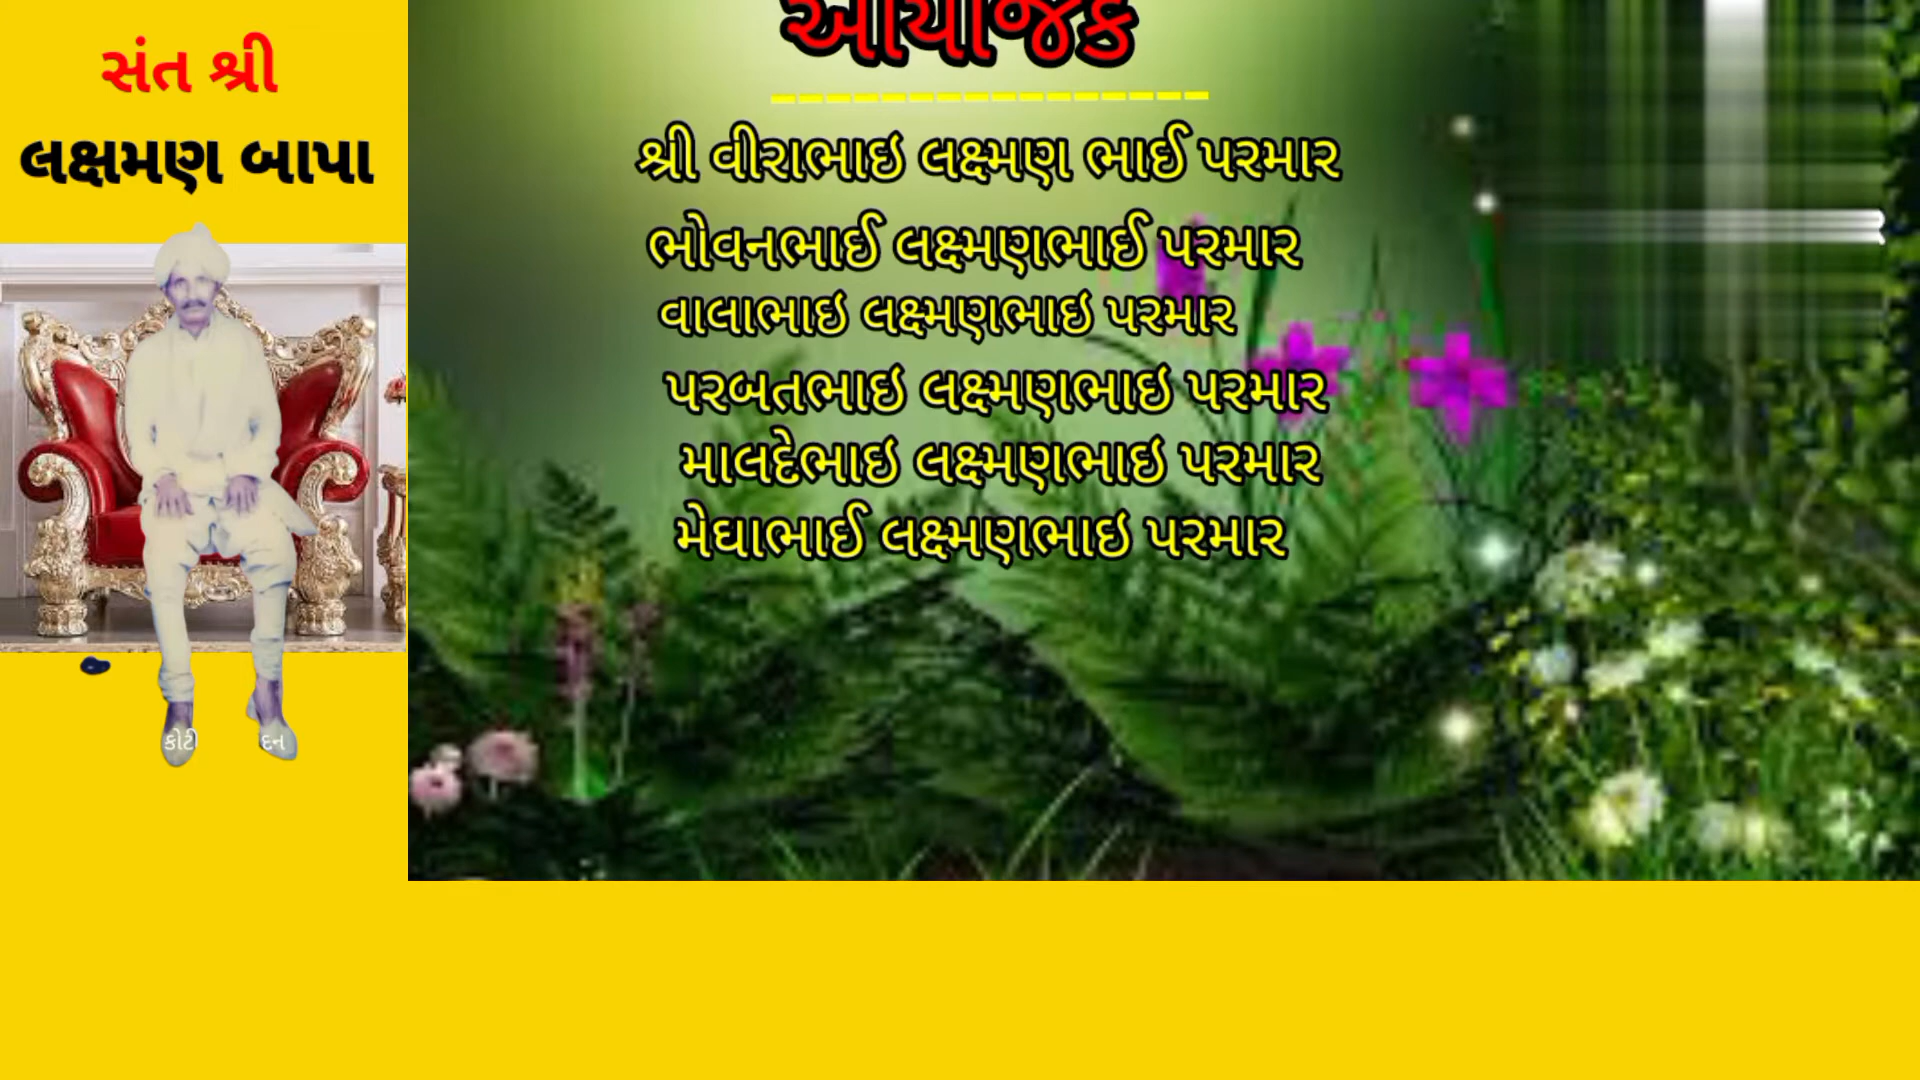 સંત શ્રી
લક્ષમણ બાપા
આયોજક
શ્રી વીરાભાઇ લક્ષ્મણ ભાઈ પરમાર
ભોવનભાઈ લક્ષ્મણભાઈ પરમાર
વાલાભાઇ લક્ષ્મણભાઇ પરમાર
પરબતભાઇ લક્ષ્મણભાઇ પરમાર
માલદેભાઇ લક્ષ્મણભાઇ પરમાર
મેઘાભાઈ લક્ષ્મણભાઇ પરમાર